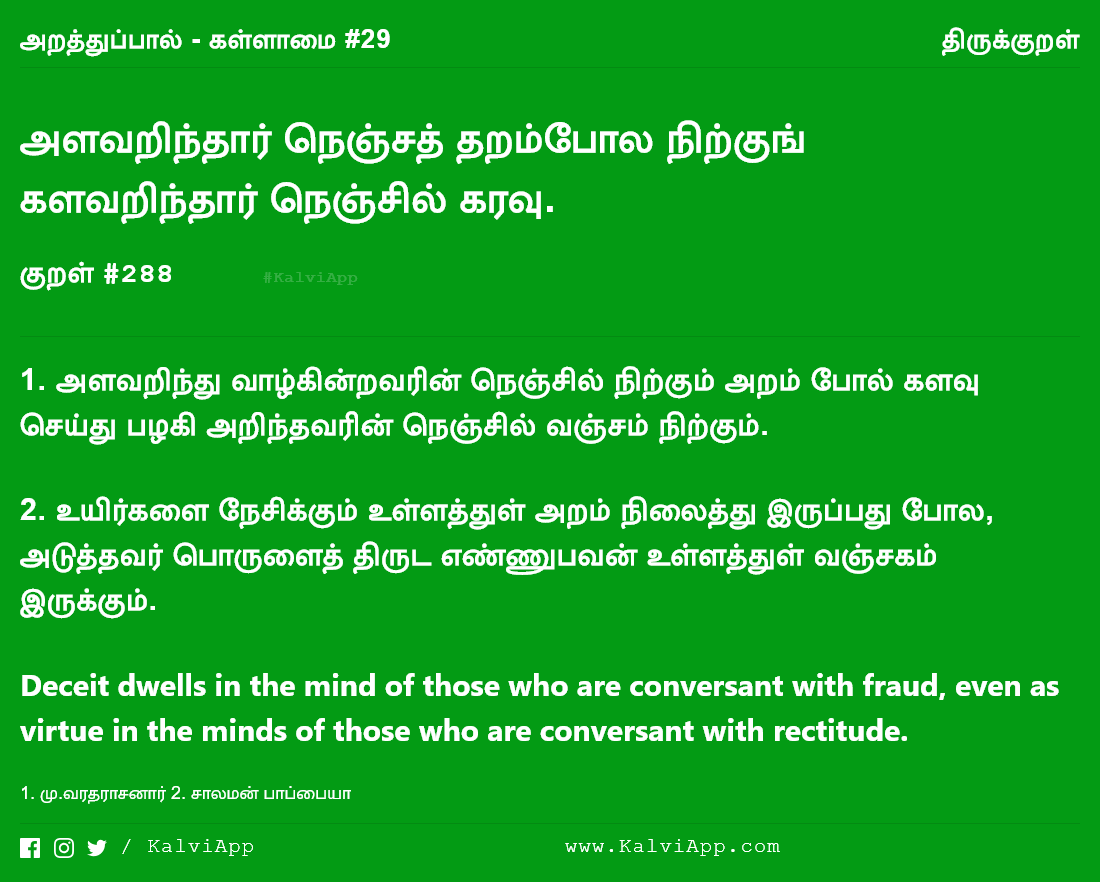 அறத்துப்பால் - கள்ளாமை #29
திருக்குறள்
அளவறிந்தார் நெஞ்சத் தறம்போல நிற்குங்
களவறிந்தார் நெஞ்சில் கரவு.
குறள் #288
#KalviApp
1. அளவறிந்து வாழ்கின்றவரின் நெஞ்சில் நிற்கும் அறம் போல் களவு
செய்து பழகி அறிந்தவரின் நெஞ்சில் வஞ்சம் நிற்கும்.
2. உயிர்களை நேசிக்கும் உள்ளத்துள் அறம் நிலைத்து இருப்பது போல,
அடுத்தவர் பொருளைத் திருட எண்ணுபவன் உள்ளத்துள் வஞ்சகம்
இருக்கும்.
Deceit dwells in the mind of those who are conversant with fraud, even as
virtue in the minds of those who are conversant with rectitude.
1. மு.வரதராசனார் 2. சாலமன் பாப்பையா
/ KalviApp
www.KalviApp.com